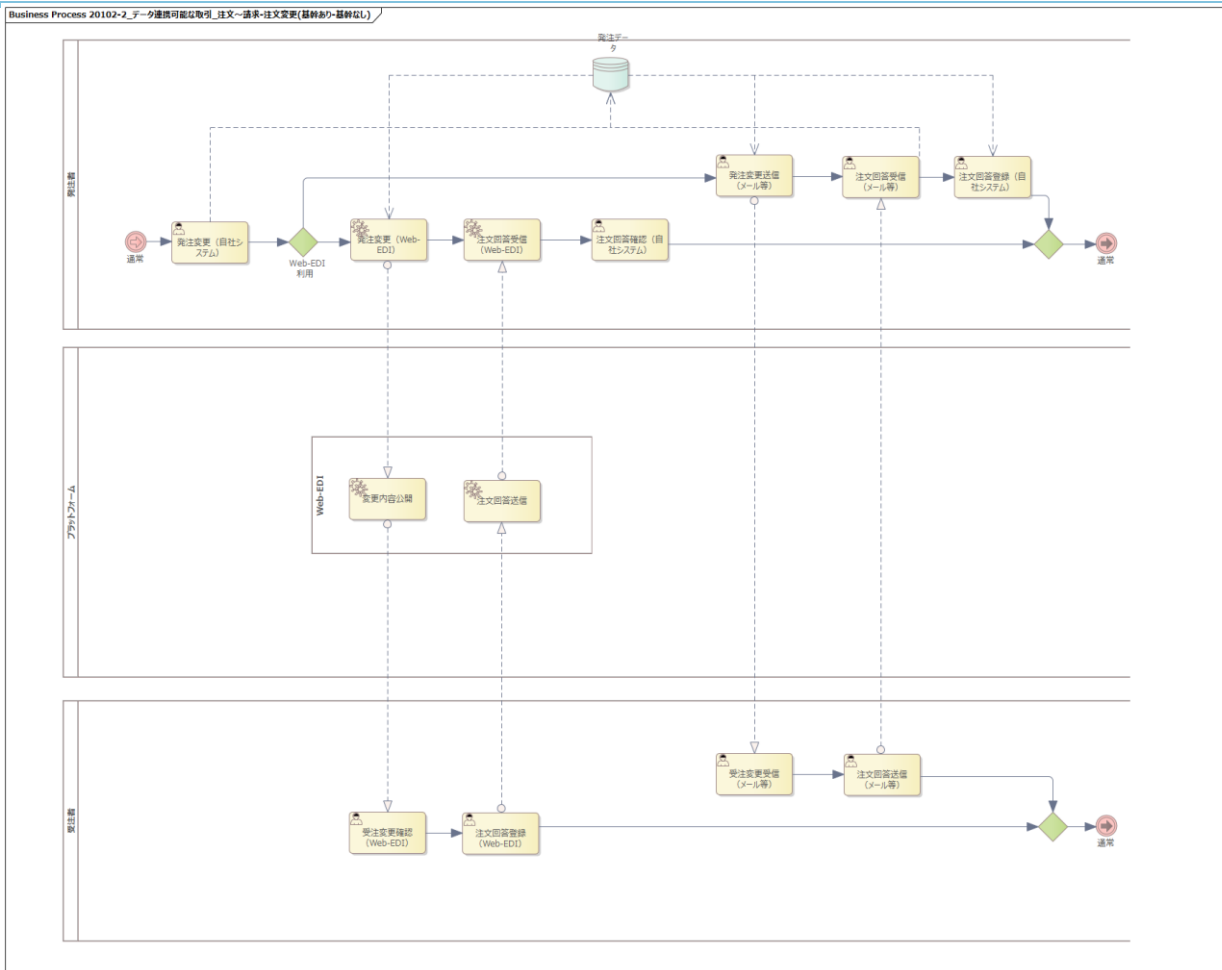 Business Process 20102-2_データ連携可能な取引_注文～請求-注文変更(基幹あり-基幹なし)
発注デー
タ
発注者
発注変更送信
(メール等)
注文回答受信
(メール等)
注文回答登録（自
社システム）
通常
発注変更（自社シ
ステム）
Web-EDI
利用
発注変更（Web-
EDI）
注文回答受信
(Web-EDI)
注文回答確認（自
社システム）
通常
プラットフォーム
Web-EDI
変更内容公開
注文回答送信
受注者
受注変更受信
(メール等)
注文回答送信
(メール等)
受注変更確認
(Web-EDI)
注文回答登録
(Web-EDI)
通常